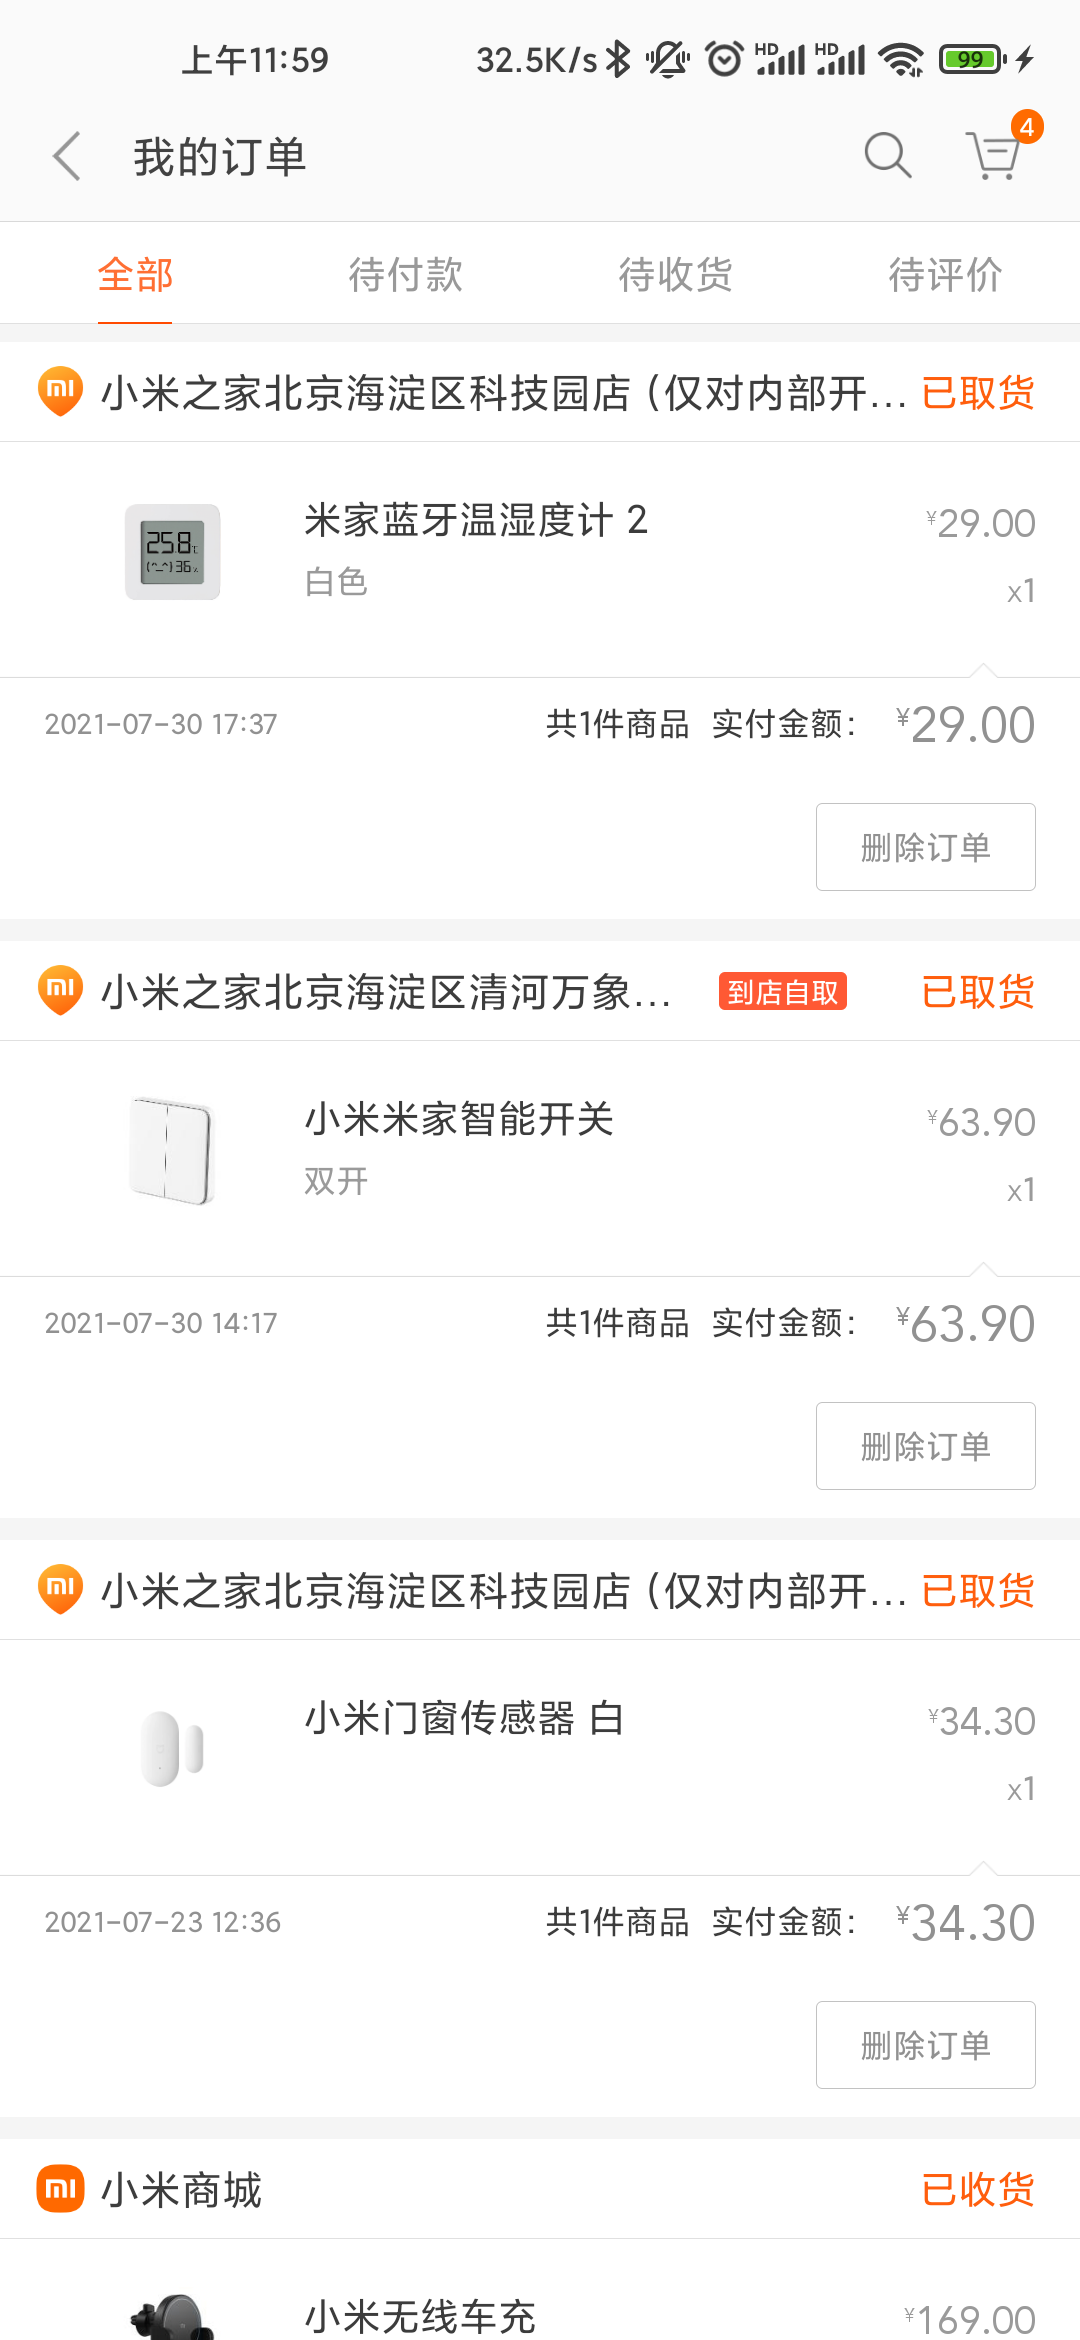 上午11:59 32.5K/s HD HD 99
我的订单 4
全部 待付款 待收货 待评价
小米之家北京海淀区科技园店（仅对内部开... 已取货
米家蓝牙温湿度计 2 ¥29.00
白色 x1
2021-07-30 17:37 共1件商品 实付金额： ¥29.00
删除订单
小米之家北京海淀区清河万象... 到店自取 已取货
小米米家智能开关 ¥63.90
双开 x1
2021-07-30 14:17 共1件商品 实付金额： ¥63.90
删除订单
小米之家北京海淀区科技园店（仅对内部开... 已取货
小米门窗传感器 白 ¥34.30
x1
2021-07-23 12:36 共1件商品 实付金额： ¥34.30
删除订单
小米商城 已收货
小米无线车充 ¥169.00